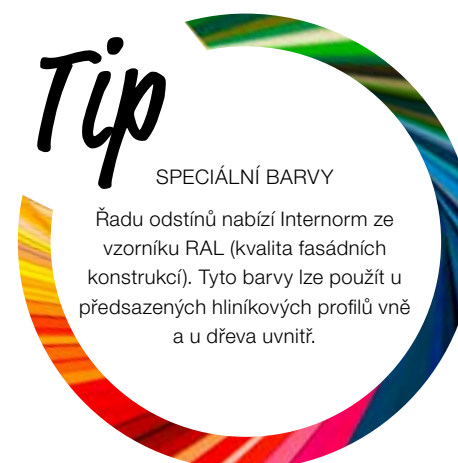 Tip
SPECIÁLNÍ BARVY
Řadu odstínů nabízí Internorm ze
vzorníku RAL (kvalita fasádních
konstrukcí). Tyto barvy lze použít u
předsazených hliníkových profilů vně
a u dřeva uvnitř.